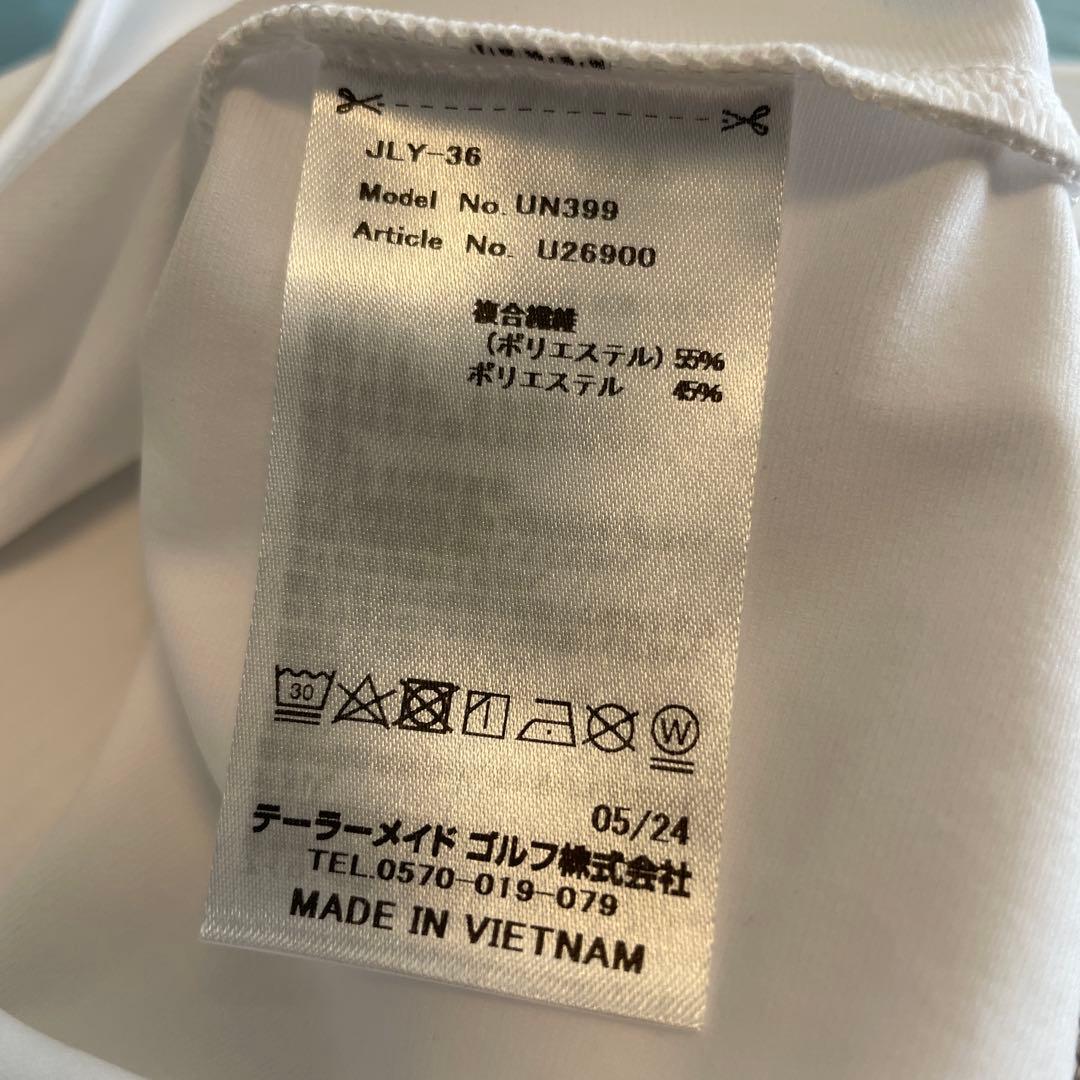 JLY-36
Model No. UN399
Article No. U26900
複合繊維
(ポリエステル) 55%
ポリエステル 45%
30
W
05/24
テーラーメイド ゴルフ株式会社
TEL.0570-019-079
MADE IN VIETNAM